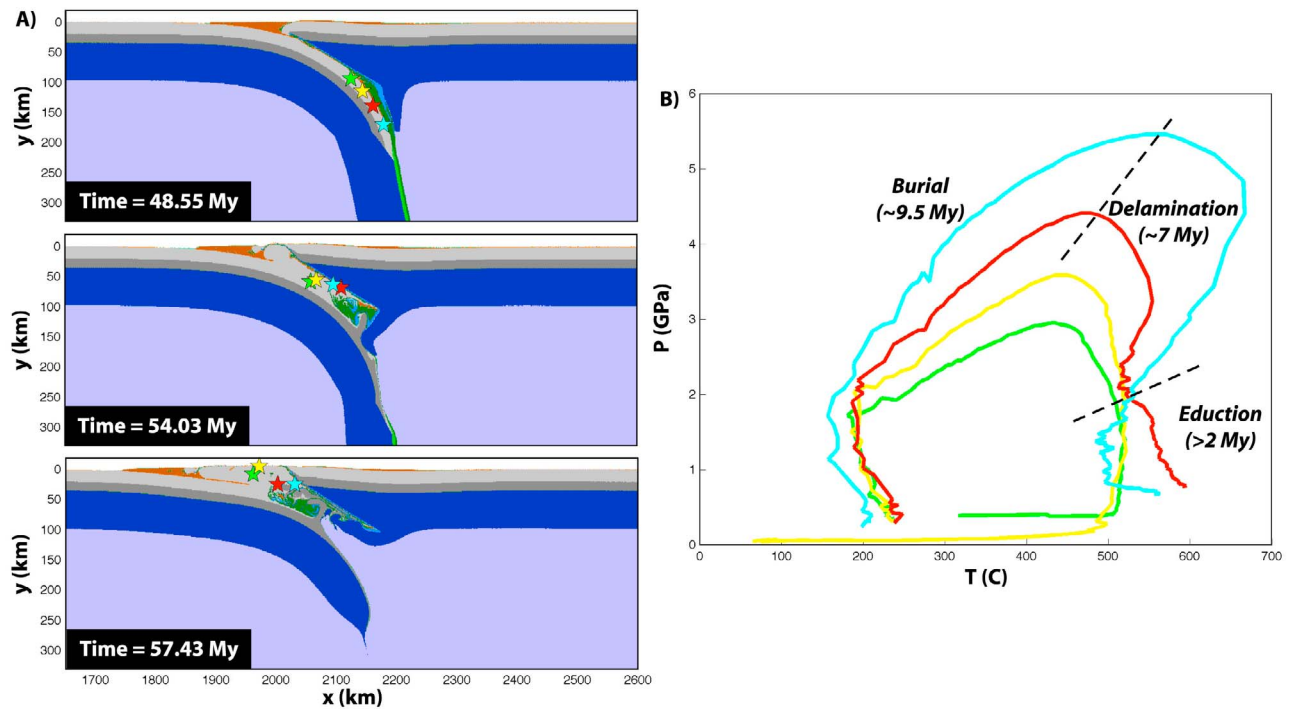 A)
y (km)
0
50
100
150
200
250
300
Time = 48.55 My
y (km)
0
50
100
150
200
250
300
Time = 54.03 My
y (km)
0
50
100
150
200
250
300
Time = 57.43 My
1700 1800 1900 2000 2100 2200 2300 2400 2500 2600
x (km)
B)
P (GPa)
6
5
4
3
2
1
0
Burial
(~9.5 My)
Delamination
(~7 My)
Eduction
(>2 My)
0 100 200 300 400 500 600 700
T (C)